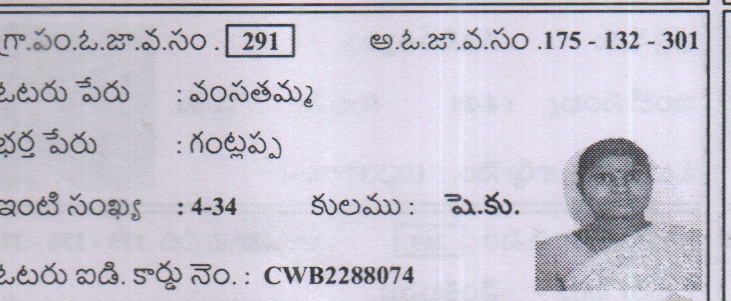 గ్రా.పం.ఓ.జా.వ.సం . 291 అ.ఓ.జా.వ.సం .175 - 132 - 301
ఓటరు పేరు : వంసతమ్మ
భర్త పేరు : గంట్లప్ప
ఇంటి సంఖ్య : 4-34 కులము : షె.కు.
ఓటరు ఐడి. కార్డు నెం. : CWB2288074